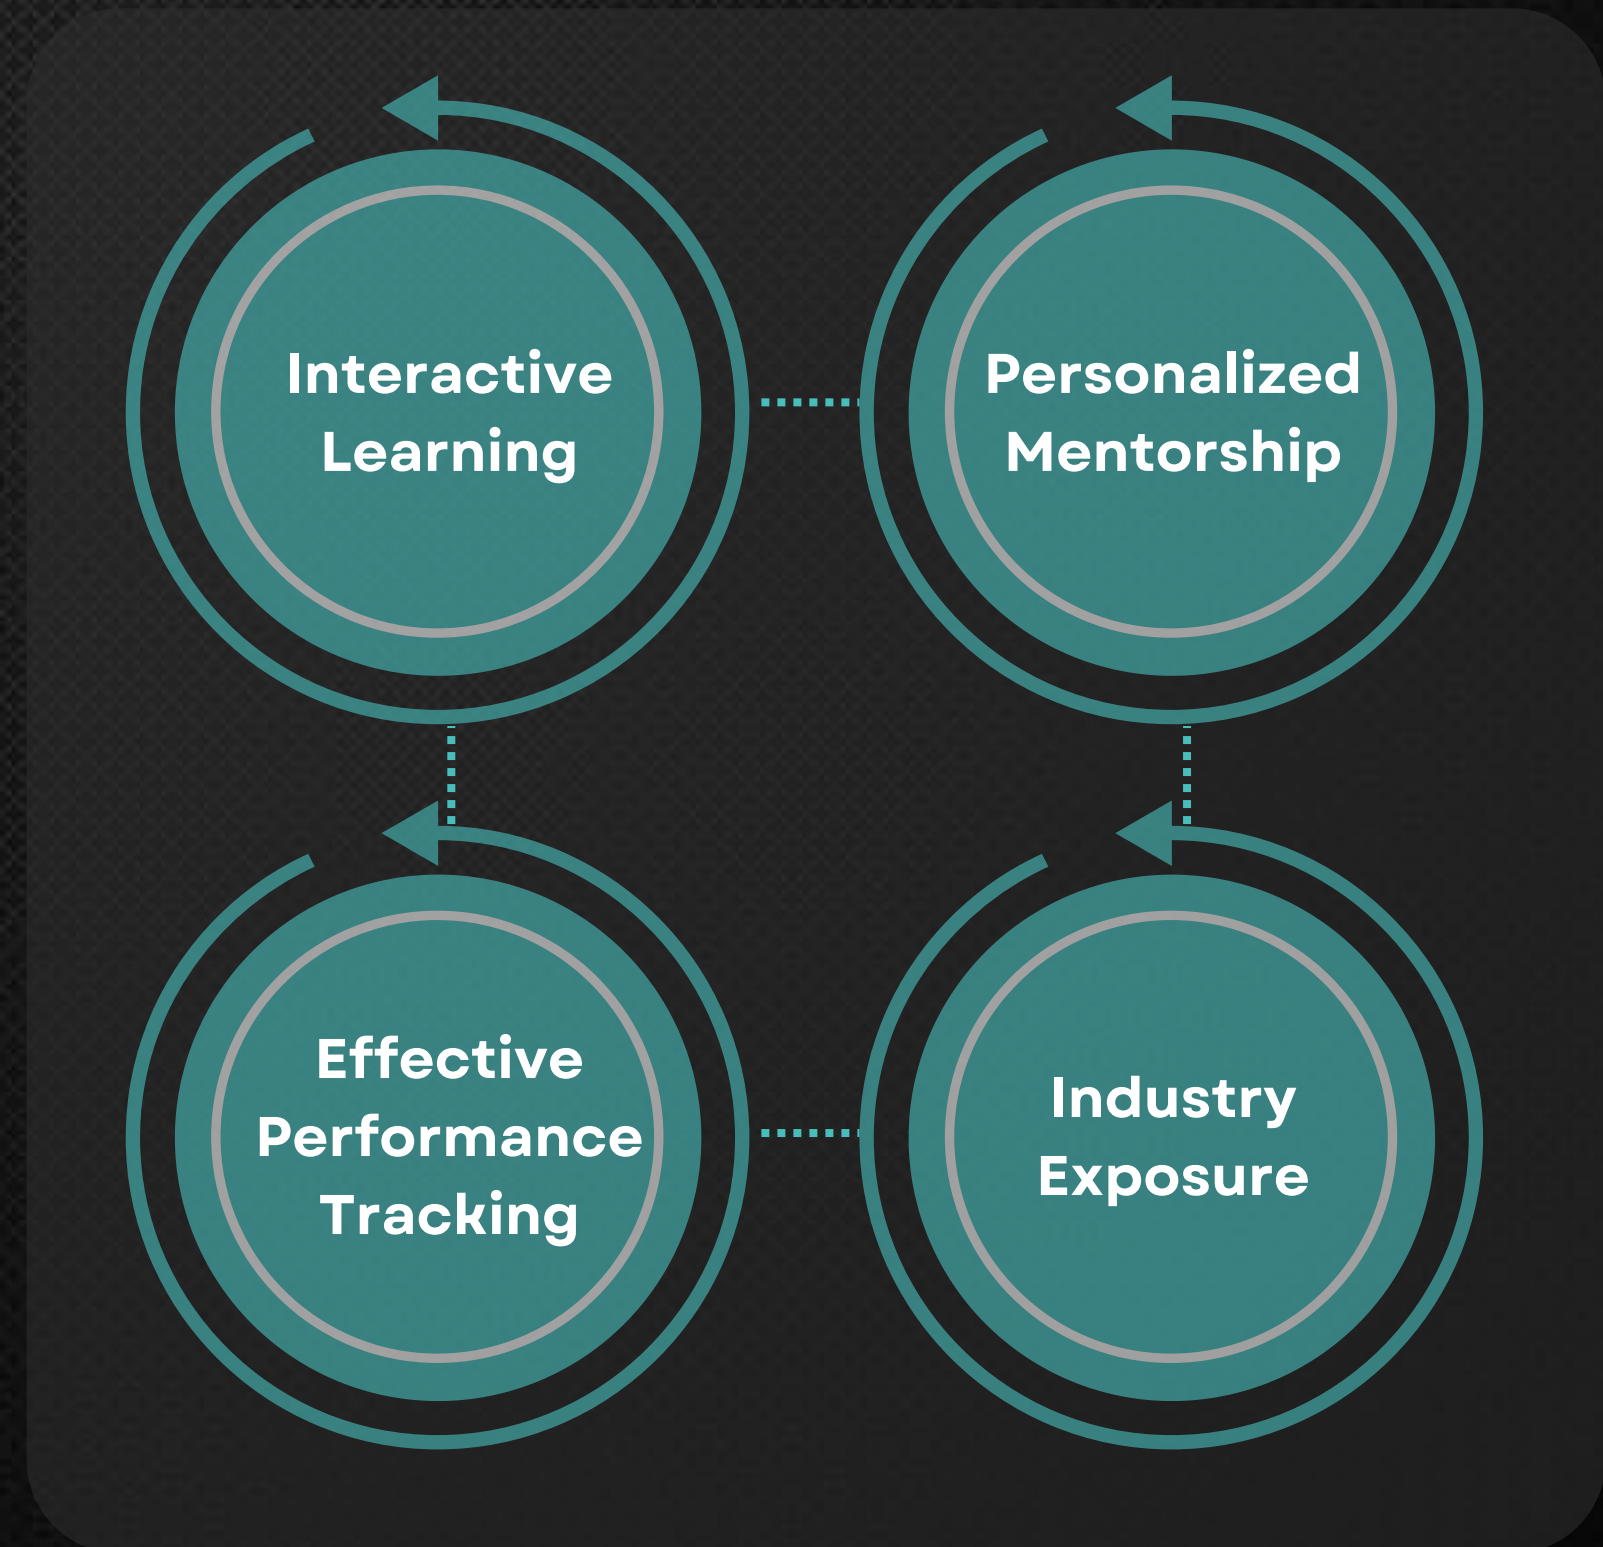 Interactive
Learning
Personalized
Mentorship
Effective
Performance
Tracking
Industry
Exposure